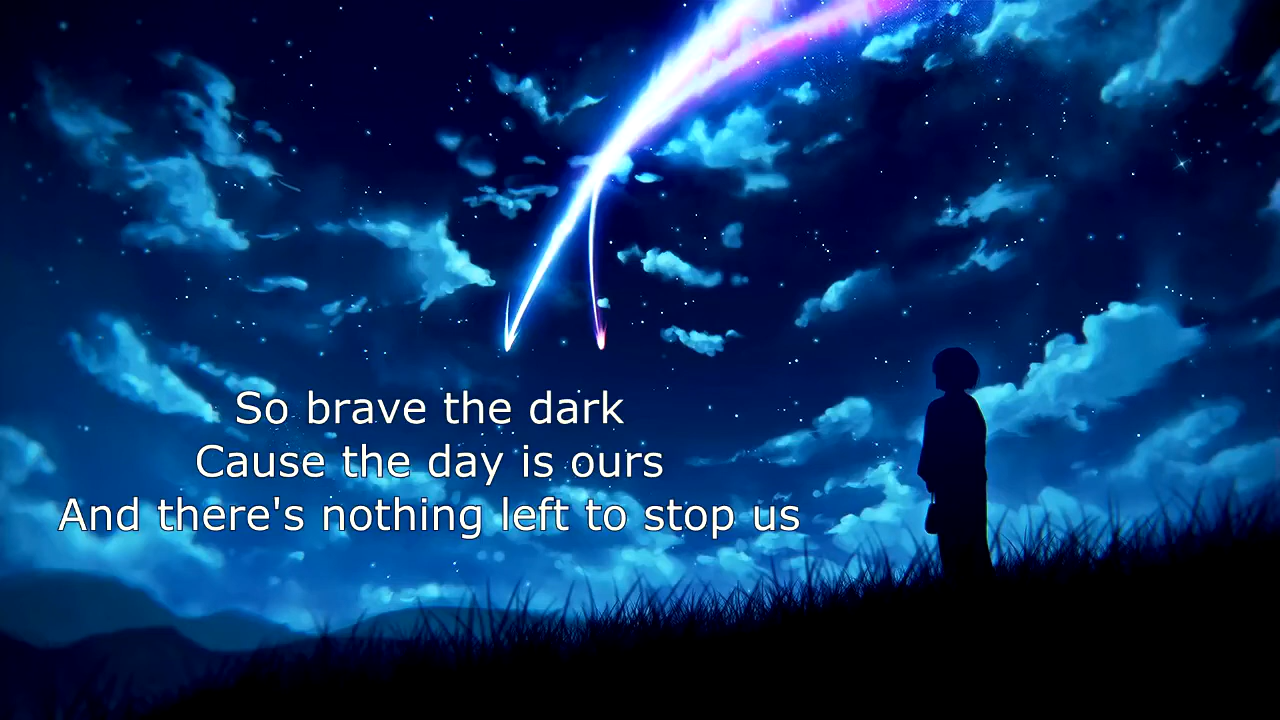 So brave the dark
Cause the day is ours
And there's nothing left to stop us